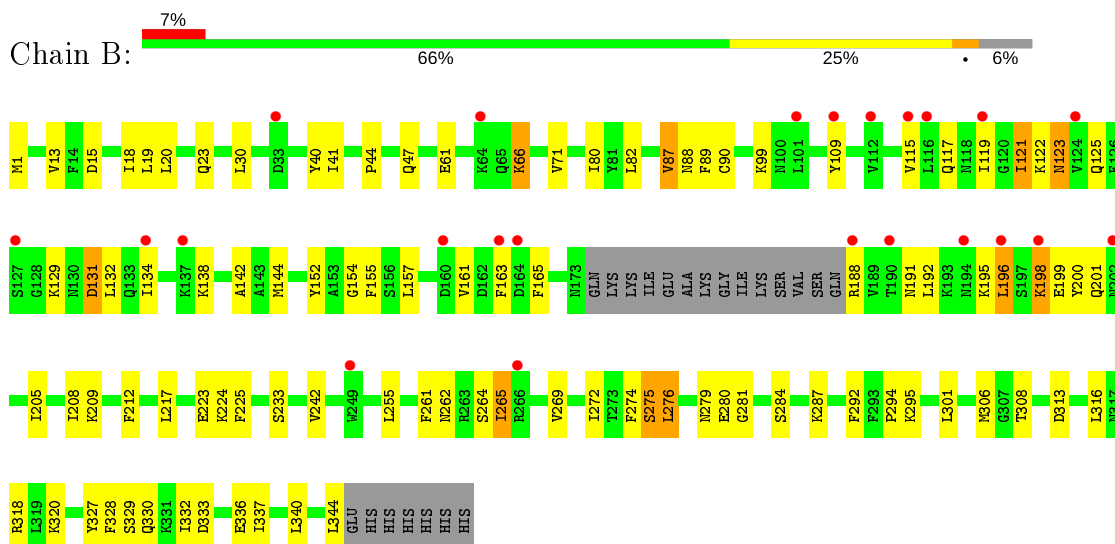 7%
Chain B:
66% 25% • 6%
M1 V13 F14 D15 I18 L19 L20 Q23 L30 D33 Y40 I41 P44 Q47 E61 K64 Q65 K66 V71 I80 Y81 L82 V87 N88 F89 C90 K99 N100 L101 Y109 V112 V115 L116 Q117 N118 I119 G120 I121 K122 N123 V124 Q125 E126
S127 G128 K129 N130 D131 L132 Q133 I134 K137 K138 A142 A143 M144 Y152 A153 G154 F155 S156 L157 D160 V161 D162 F163 D164 F165 N173 GLN LYS LYS ILE GLU ALA LYS GLY ILE LYS SER VAL SER GLN R188 V189 T190 N191 L192 K193 N194 K195 L196 S197 K198 E199 Y200 Q201 N202
I205 I208 K209 F212 L217 E223 K224 F225 S233 V242 W249 L255 F261 N262 R263 S264 I265 R266 V269 I272 T273 F274 S275 L276 N279 E280 G281 S284 K287 F292 F293 P294 K295 L301 M306 G307 T308 D313 L316 N317
R318 L319 K320 Y327 F328 S329 Q330 K331 I332 D333 E336 I337 L340 L344 GLU HIS HIS HIS HIS HIS HIS